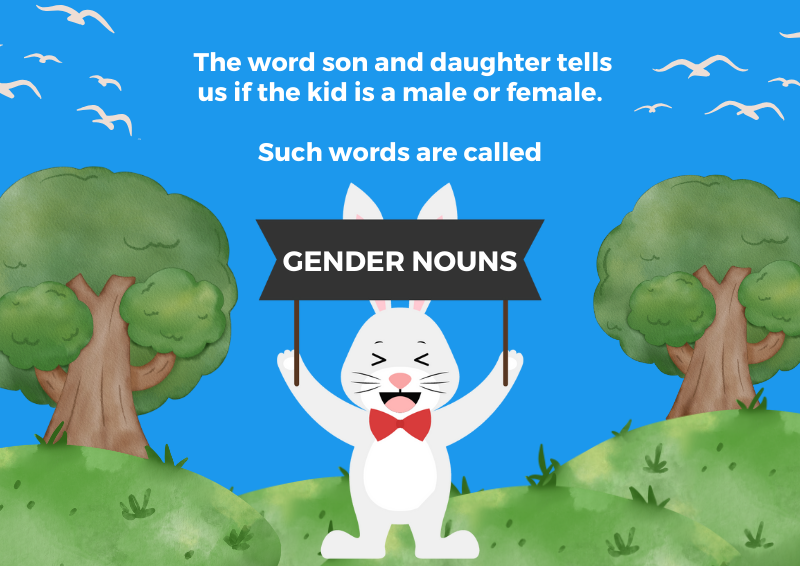 The word son and daughter tells
us if the kid is a male or female.
Such words are called
GENDER NOUNS